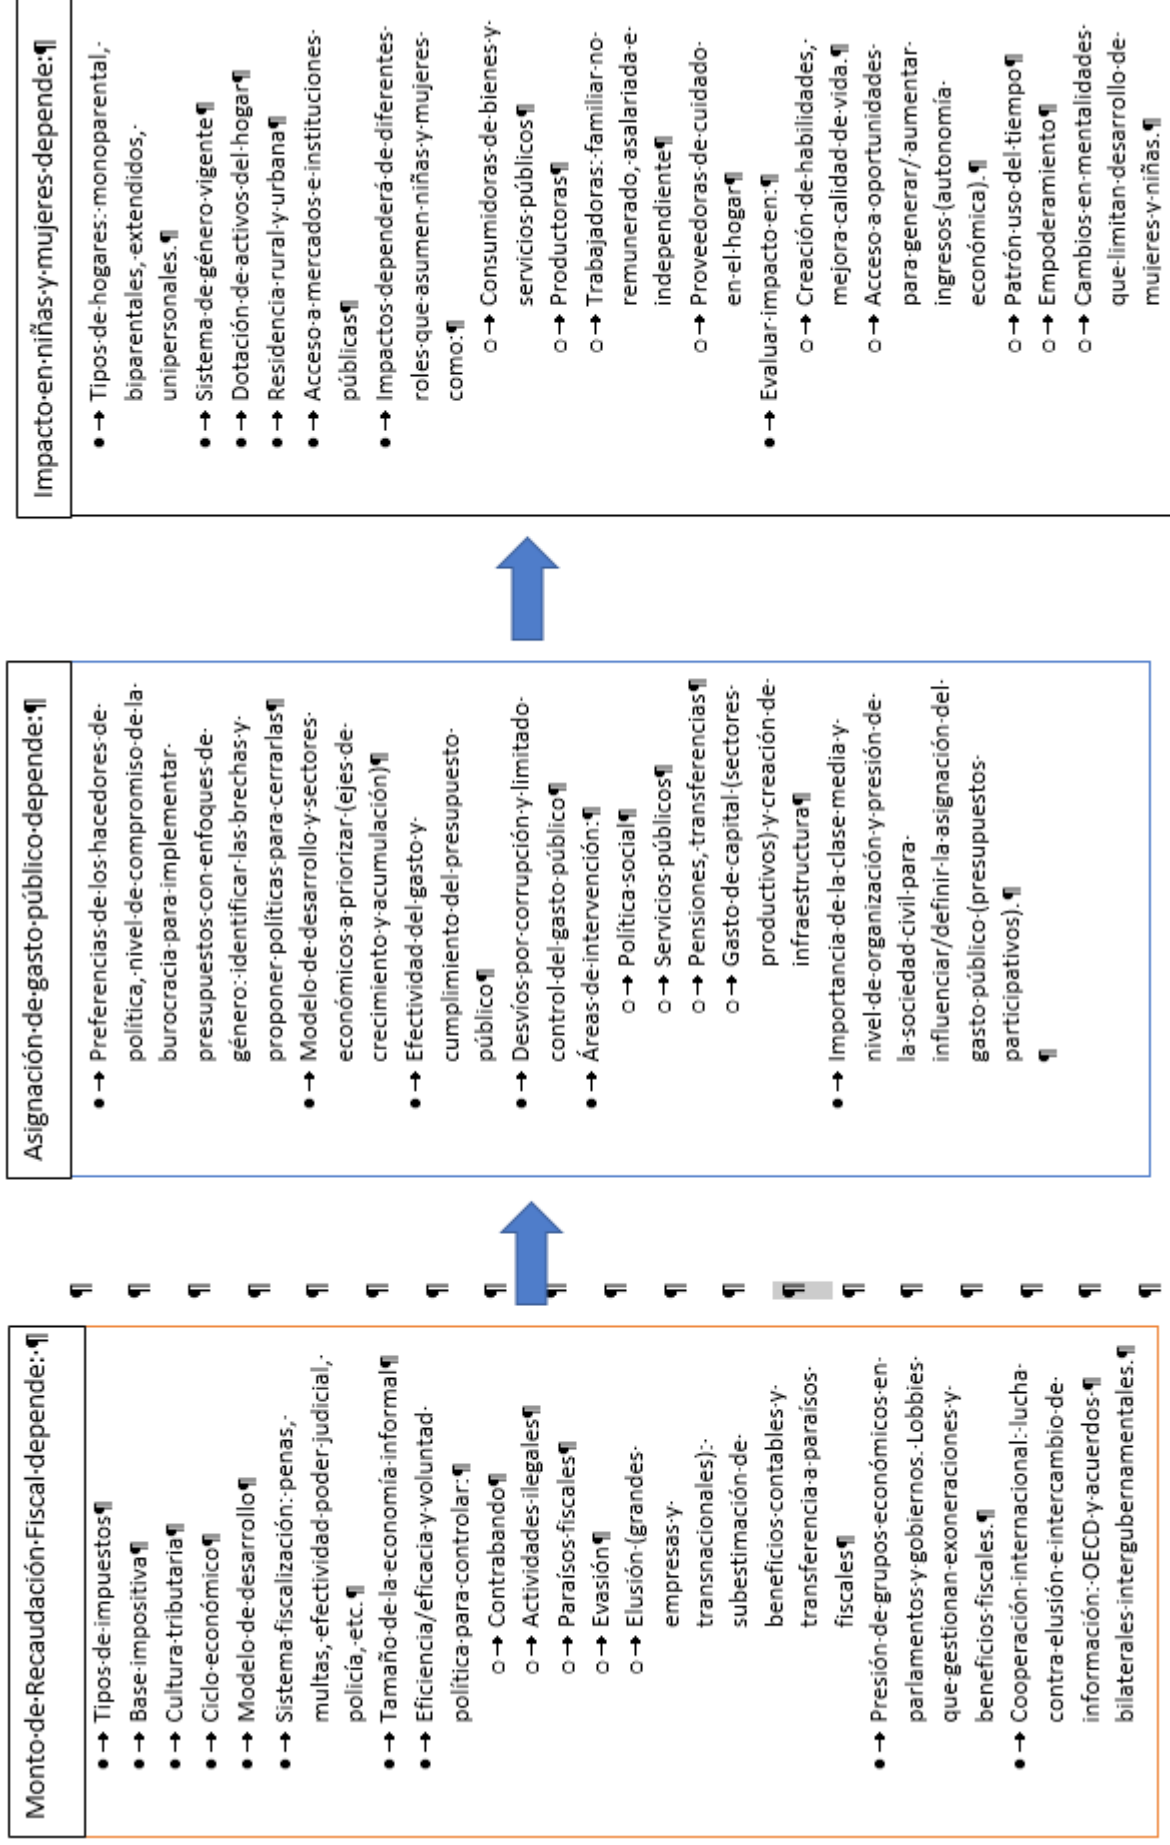 Monto de Recaudación Fiscal depende:
Tipos de impuestos
Base impositiva
Cultura tributaria
Ciclo económico
Modelo de desarrollo
Sistema fiscalización: penas,
multas, efectividad poder judicial,
policía, etc.
Tamaño de la economía informal
Eficiencia/eficacia y voluntad
política para controlar:
Contrabando
Actividades ilegales
Paraísos fiscales
Evasión
Elusión (grandes
empresas y
transnacionales):
subestimación de
beneficios contables y
transferencia a paraísos
fiscales
Presión de grupos económicos en
parlamentos y gobiernos. Lobbies
que gestionan exoneraciones y
beneficios fiscales.
Cooperación internacional: lucha
contra elusión e intercambio de
información: OECD y acuerdos
bilaterales intergubernamentales.
Asignación de gasto público depende:
Preferencias de los hacedores de
política, nivel de compromiso de la
burocracia para implementar
presupuestos con enfoques de
género: identificar las brechas y
proponer políticas para cerrarlas
Modelo de desarrollo y sectores
económicos a priorizar (ejes de
crecimiento y acumulación)
Efectividad del gasto y
cumplimiento del presupuesto
público
Desvíos por corrupción y limitado
control del gasto público
Áreas de intervención:
Política social
Servicios públicos
Pensiones, transferencias
Gasto de capital (sectores
productivos) y creación de
infraestructura
Importancia de la clase media y
nivel de organización y presión de
la sociedad civil para
influenciar/definir la asignación del
gasto público (presupuestos
participativos).
Impacto en niñas y mujeres depende:
Tipos de hogares: monoparental,
biparentales, extendidos,
unipersonales.
Sistema de género vigente
Dotación de activos del hogar
Residencia rural y urbana
Acceso a mercados e instituciones
públicas
Impactos dependerá de diferentes
roles que asumen niñas y mujeres
como:
Consumidoras de bienes y
servicios públicos
Productoras
Trabajadoras: familiar no
remunerado, asalariada e
independiente
Proveedoras de cuidado
en el hogar
Evaluar impacto en:
Creación de habilidades,
mejora calidad de vida.
Acceso a oportunidades
para generar/ aumentar
ingresos (autonomía
económica).
Patrón uso del tiempo
Empoderamiento
Cambios en mentalidades
que limitan desarrollo de
mujeres y niñas.